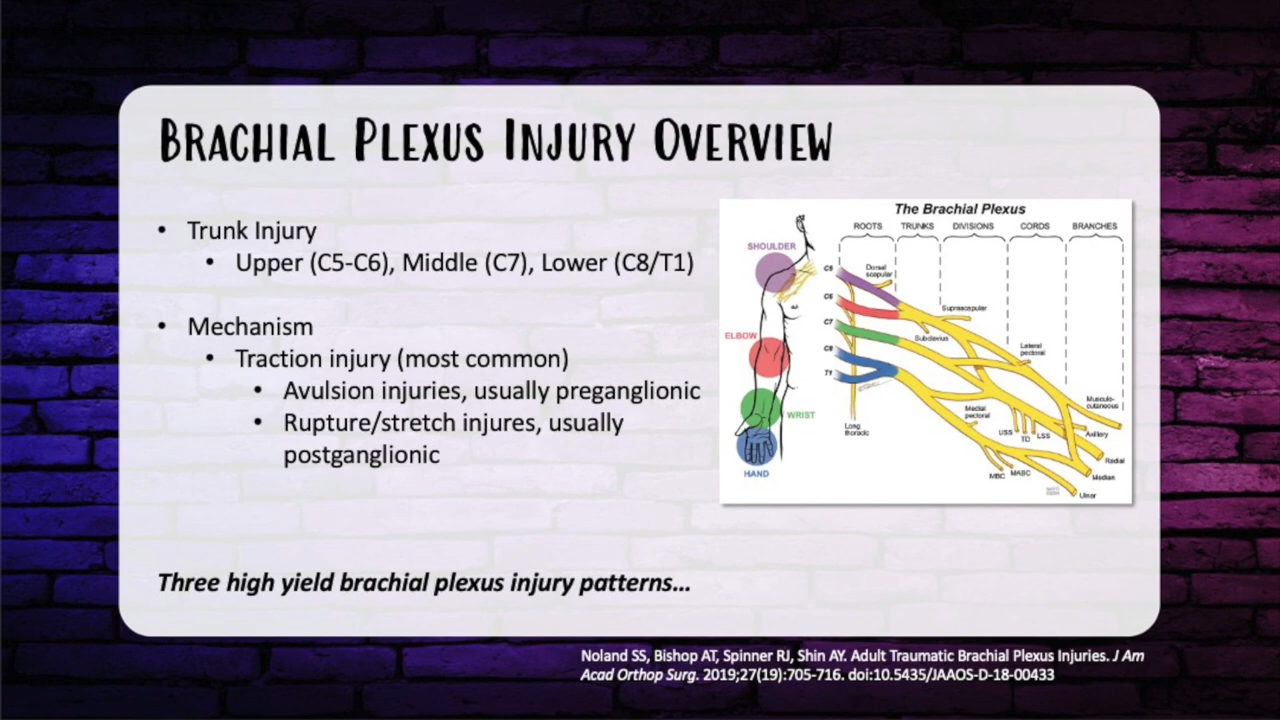 BRACHIAL PLEXUS INJURY OVERVIEW
• Trunk Injury
• Upper (C5-C6), Middle (C7), Lower (C8/T1)
• Mechanism
• Traction injury (most common)
• Avulsion injuries, usually preganglionic
• Rupture/stretch injures, usually
postganglionic
Three high yield brachial plexus injury patterns...
The Brachial Plexus
ROOTS TRUNKS DIVISIONS CORDS BRANCHES
SHOULDER
ELBOW
WRIST
HAND
C5
C6
C7
C8
T1
Dorsal
scapular
Suprascapular
Subclavius
Lateral
pectoral
Long
thoracic
Medial
pectoral
USS
TD
LSS
MBC
MABC
Musculo-
cutaneous
Axillary
Radial
Median
Ulnar
Noland SS, Bishop AT, Spinner RJ, Shin AY. Adult Traumatic Brachial Plexus Injuries. J Am
Acad Orthop Surg. 2019;27(19):705-716. doi:10.5435/JAAOS-D-18-00433